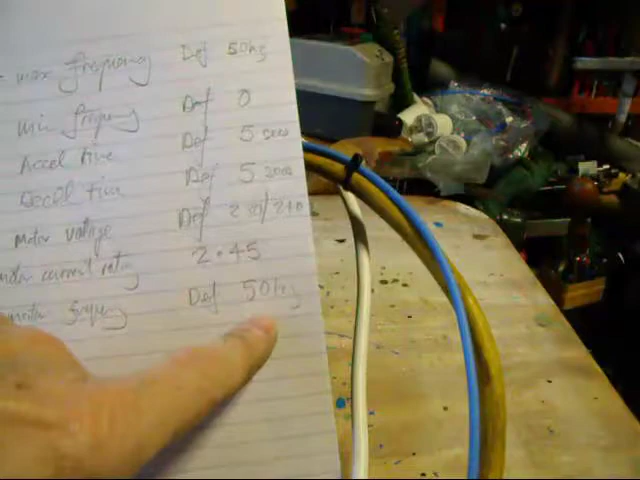 max frequency Def 50hz
Min frequency Def 0
Accel time Def 5 secs
Decel time Def 5 secs
Motor voltage Def 230/240
motor current rating 2.45
motor frequency Def 50hz